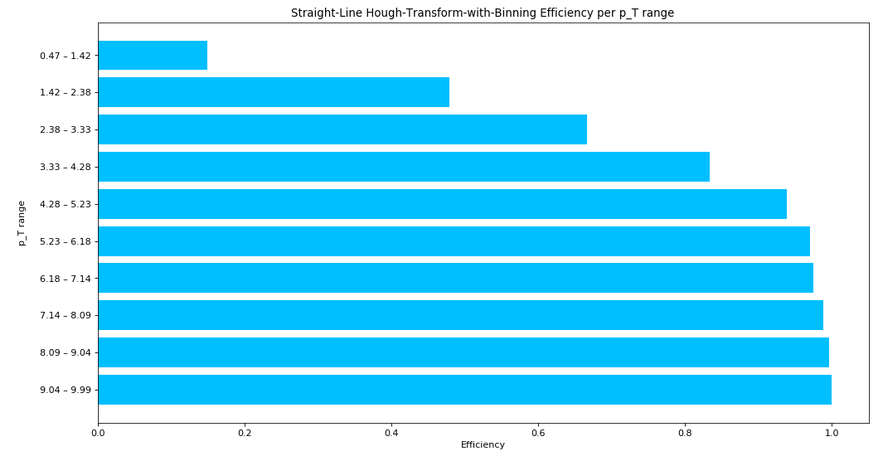 Straight-Line Hough-Transform-with-Binning Efficiency per p_T range
p_T range
0.47 – 1.42
1.42 – 2.38
2.38 – 3.33
3.33 – 4.28
4.28 – 5.23
5.23 – 6.18
6.18 – 7.14
7.14 – 8.09
8.09 – 9.04
9.04 – 9.99
0.0 0.2 0.4 0.6 0.8 1.0
Efficiency